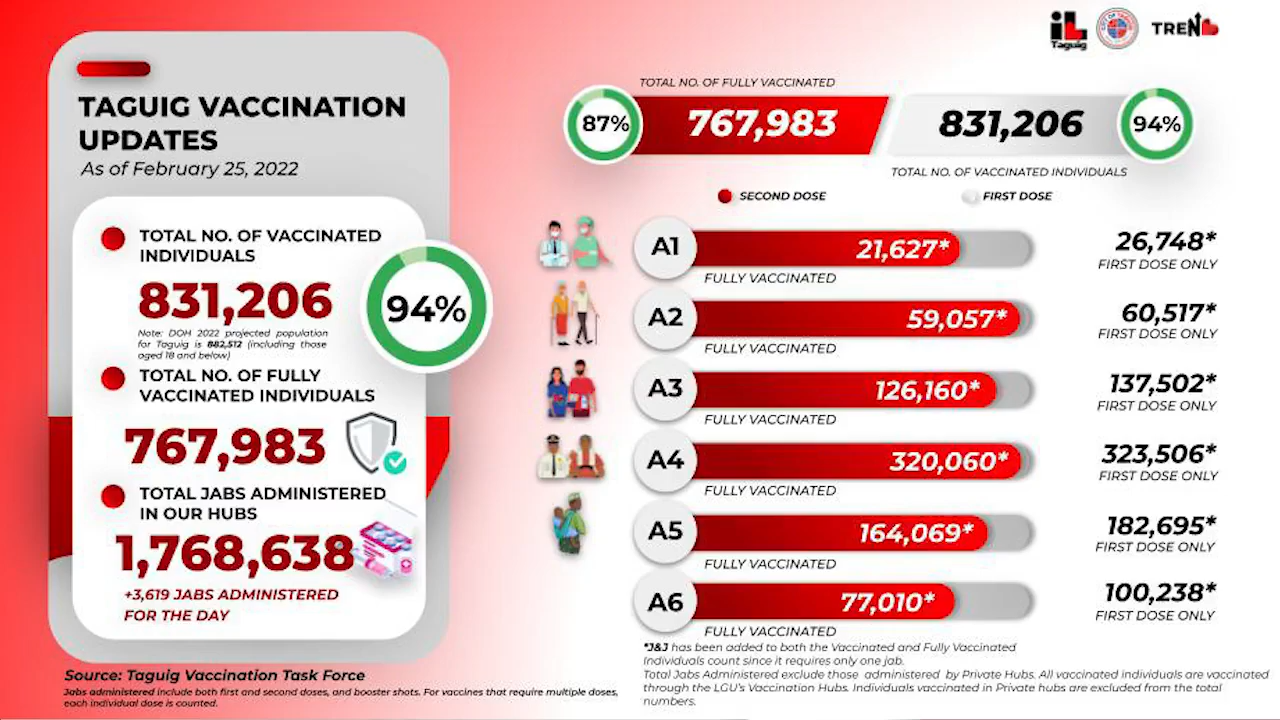 iL
Taguig
TREN
TAGUIG VACCINATION
UPDATES
As of February 25, 2022
TOTAL NO. OF VACCINATED
INDIVIDUALS
831,206
94%
Note: DOH 2022 projected population
for Taguig is 882,512 (including those
aged 18 and below)
TOTAL NO. OF FULLY
VACCINATED INDIVIDUALS
767,983
TOTAL JABS ADMINISTERED
IN OUR HUBS
1,768,638
+3,619 JABS ADMINISTERED
FOR THE DAY
Source: Taguig Vaccination Task Force
Jabs administered include both first and second doses, and booster shots. For vaccines that require multiple doses,
each individual dose is counted.
TOTAL NO. OF FULLY VACCINATED
87% 767,983 831,206 94%
TOTAL NO. OF VACCINATED INDIVIDUALS
SECOND DOSE FIRST DOSE
A1 21,627* 26,748*
FULLY VACCINATED FIRST DOSE ONLY
A2 59,057* 60,517*
FULLY VACCINATED FIRST DOSE ONLY
A3 126,160* 137,502*
FULLY VACCINATED FIRST DOSE ONLY
A4 320,060* 323,506*
FULLY VACCINATED FIRST DOSE ONLY
A5 164,069* 182,695*
FULLY VACCINATED FIRST DOSE ONLY
A6 77,010* 100,238*
FULLY VACCINATED FIRST DOSE ONLY
*J&J has been added to both the Vaccinated and Fully Vaccinated
Individuals count since it requires only one jab.
Total Jabs Administered exclude those administered by Private Hubs. All vaccinated individuals are vaccinated
through the LGU's Vaccination Hubs. Individuals vaccinated in Private hubs are excluded from the total
numbers.